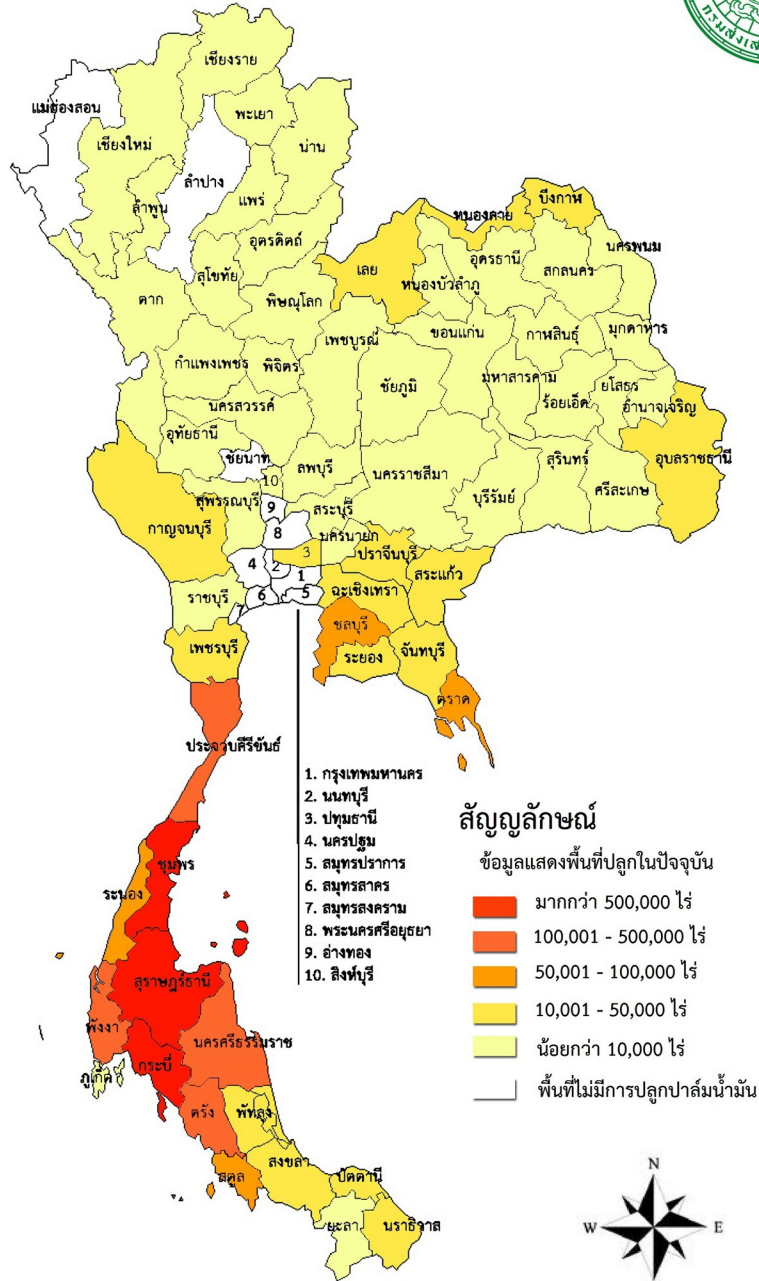 กรมส่งเส
เชียงราย
แม่ฮ่องสอน
พะเยา
เชียงใหม่
น่าน
ลำปาง
แพร่
ลำพูน
บึงกาฬ
หนองคาย
อุตรดิตถ์
นครพนม
อุดรธานี
เลย
สุโขทัย
สกลนคร
หนองบัวลำภู
ตาก
พิษณุโลก
เพชบูรณ์
ขอนแก่น
กาฬสินธุ์
มุกดาหาร
กำแพงเพชร
พิจิตร
ชัยภูมิ
มหาสารคาม
ยโสธร
ร้อยเอ็ด
อำนาจเจริญ
นครสวรรค์
อุทัยธานี
ชัยนาท
ลพบุรี
นครราชสีมา
สุรินทร์
อุบลราชธานี
10
บุรีรัมย์
ศรีสะเกษ
สุพรรณบุรี
9
สระบุรี
กาญจนบุรี
8
นครนายก
3
ปราจีนบุรี
4
2
1
สระแก้ว
ราชบุรี
6
5
ฉะเชิงเทรา
7
ชลบุรี
เพชรบุรี
ระยอง
จันทบุรี
ตราด
ประจวบคีรีขันธ์
1. กรุงเทพมหานคร
2. นนทบุรี
3. ปทุมธานี
4. นครปฐม
5. สมุทรปราการ
6. สมุทรสาคร
7. สมุทรสงคราม
8. พระนครศรีอยุธยา
9. อ่างทอง
10. สิงห์บุรี
ชุมพร
ระนอง
สุราษฎร์ธานี
พังงา
นครศรีธรรมราช
กระบี่
ภูเก็ต
ตรัง
พัทลุง
สงขลา
สตูล
ปัตตานี
ยะลา
นราธิวาส
สัญญลักษณ์
ข้อมูลแสดงพื้นที่ปลูกในปัจจุบัน
มากกว่า 500,000 ไร่
100,001 - 500,000 ไร่
50,001 - 100,000 ไร่
10,001 - 50,000 ไร่
น้อยกว่า 10,000 ไร่
พื้นที่ไม่มีการปลูกปาล์มน้ำมัน
N
W
E
S